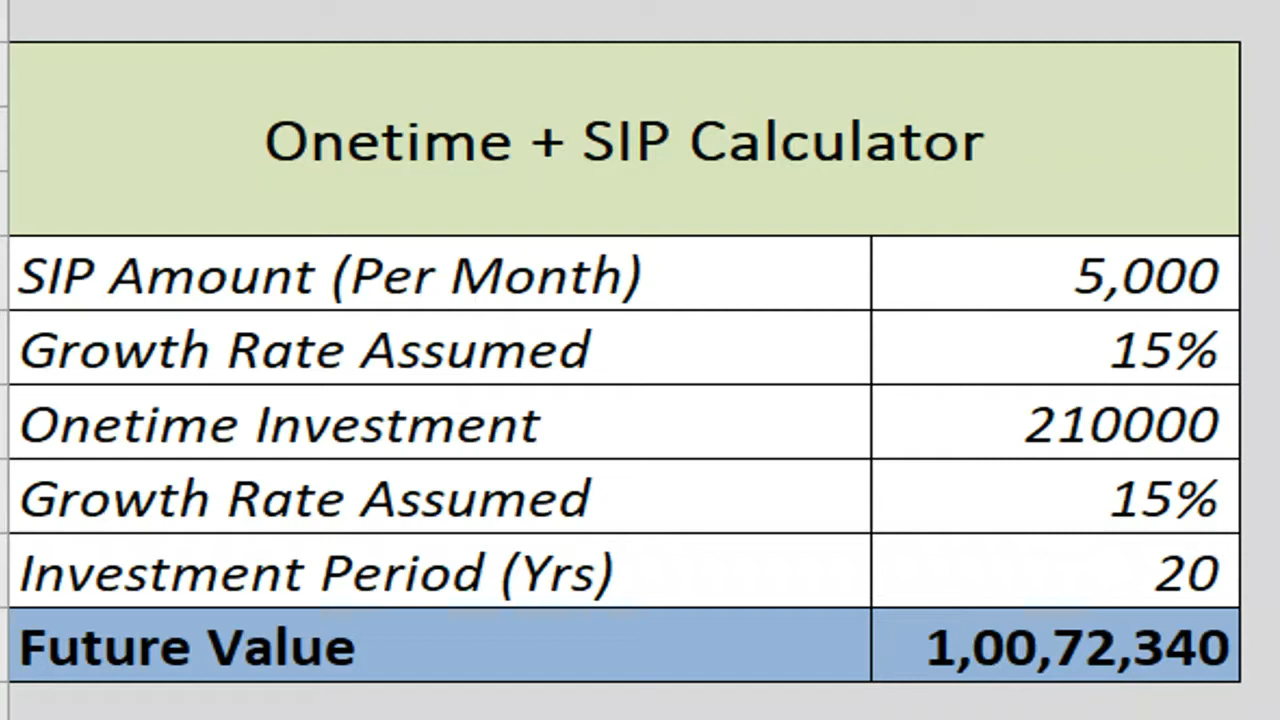 Onetime + SIP Calculator
SIP Amount (Per Month) 5,000
Growth Rate Assumed 15%
Onetime Investment 210000
Growth Rate Assumed 15%
Investment Period (Yrs) 20
Future Value 1,00,72,340